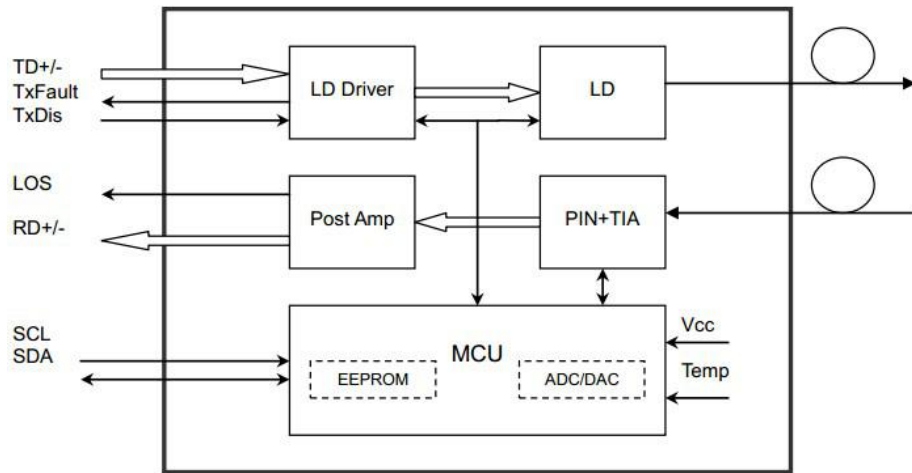 TD+/-
TxFault
TxDis
LD Driver
LD
LOS
RD+/-
Post Amp
PIN+TIA
SCL
SDA
MCU
EEPROM
ADC/DAC
Vcc
Temp